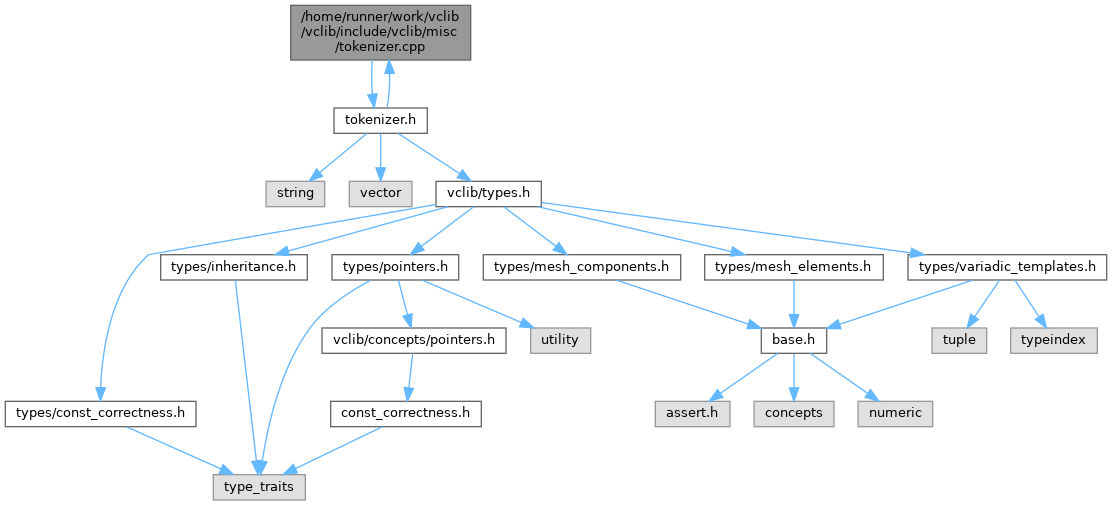 /home/runner/work/vclib
/vclib/include/vclib/misc
/tokenizer.cpp
tokenizer.h
string
vector
vclib/types.h
types/inheritance.h
types/pointers.h
types/mesh_components.h
types/mesh_elements.h
types/variadic_templates.h
vclib/concepts/pointers.h
utility
base.h
tuple
typeindex
types/const_correctness.h
const_correctness.h
assert.h
concepts
numeric
type_traits